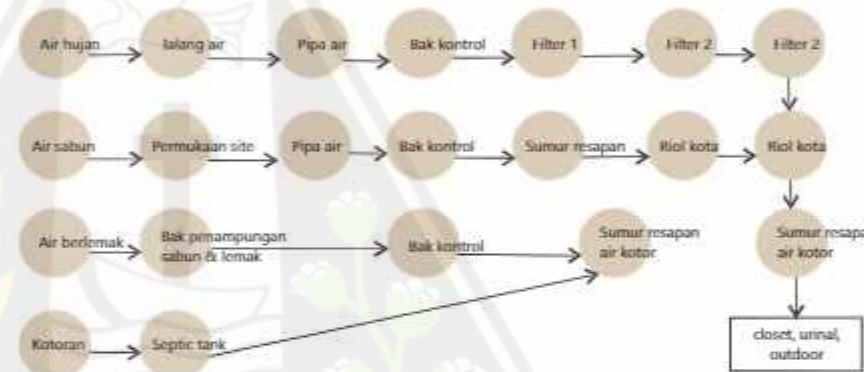 Air hujan
Talang air
Pipa air
Bak kontrol
Filter 1
Filter 2
Filter 2
Air sabun
Permukaan site
Pipa air
Bak kontrol
Sumur resapan
Riol kota
Riol kota
Air berlemak
Bak penampungan
sabun & lemak
Bak kontrol
Sumur resapan
air kotor
Sumur resapa
air kotor
Kotoran
Septic tank
closet, urinal,
outdoor